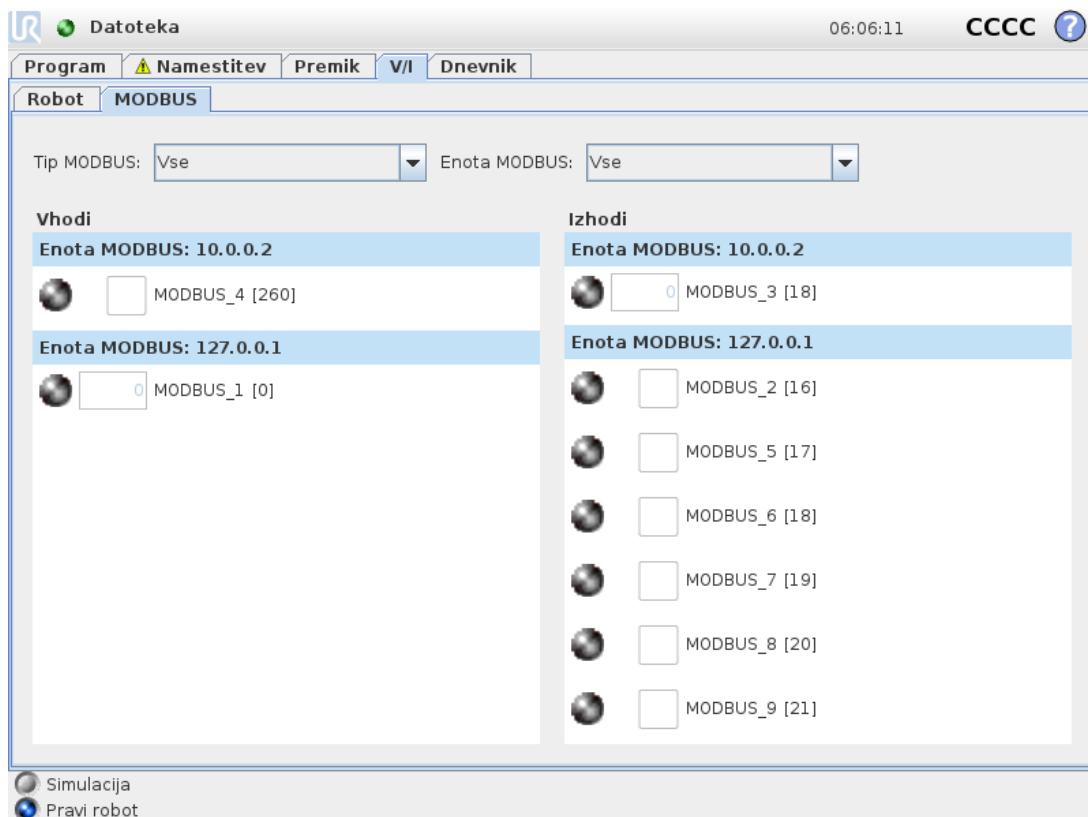 UR Datoteka 06:06:11 CCCC ?
Program Namestitev Premik V/I Dnevnik
Robot MODBUS
Tip MODBUS: Vse Enota MODBUS: Vse
Vhodi
Enota MODBUS: 10.0.0.2
MODBUS_4 [260]
Enota MODBUS: 127.0.0.1
0 MODBUS_1 [0]
Izhodi
Enota MODBUS: 10.0.0.2
0 MODBUS_3 [18]
Enota MODBUS: 127.0.0.1
MODBUS_2 [16]
MODBUS_5 [17]
MODBUS_6 [18]
MODBUS_7 [19]
MODBUS_8 [20]
MODBUS_9 [21]
Simulacija
Pravi robot